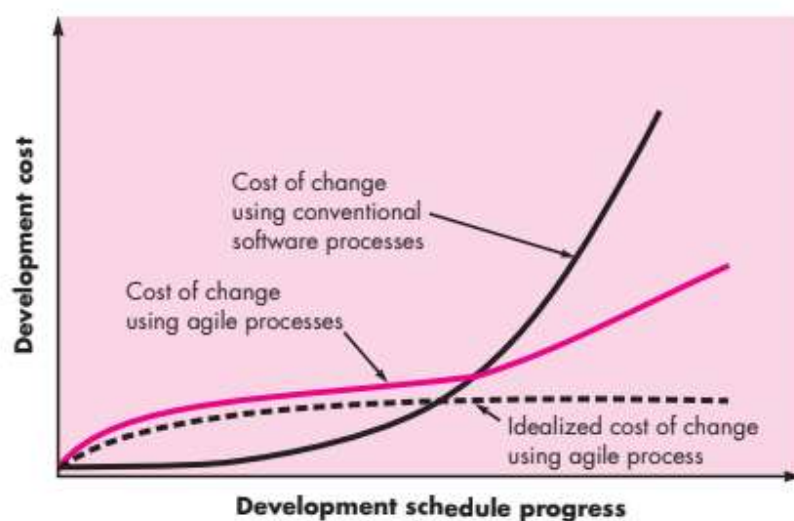 Development cost
Cost of change
using conventional
software processes
Cost of change
using agile processes
Idealized cost of change
using agile process
Development schedule progress